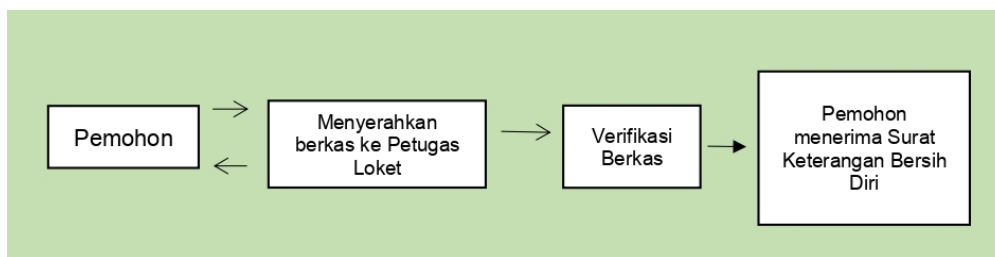 Pemohon
Menyerahkan
berkas ke Petugas
Loket
Verifikasi
Berkas
Pemohon
menerima Surat
Keterangan Bersih
Diri